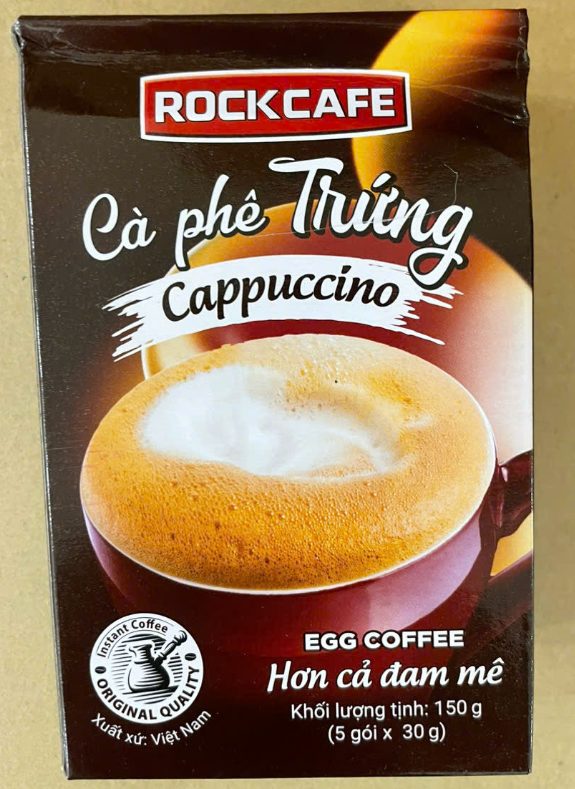 ROCKCAFE
Cà phê Trứng
Cappuccino
Instant Coffee
ORIGINAL QUALITY
Xuất xứ: Việt Nam
EGG COFFEE
Hơn cả đam mê
Khối lượng tịnh: 150 g
(5 gói x 30 g)